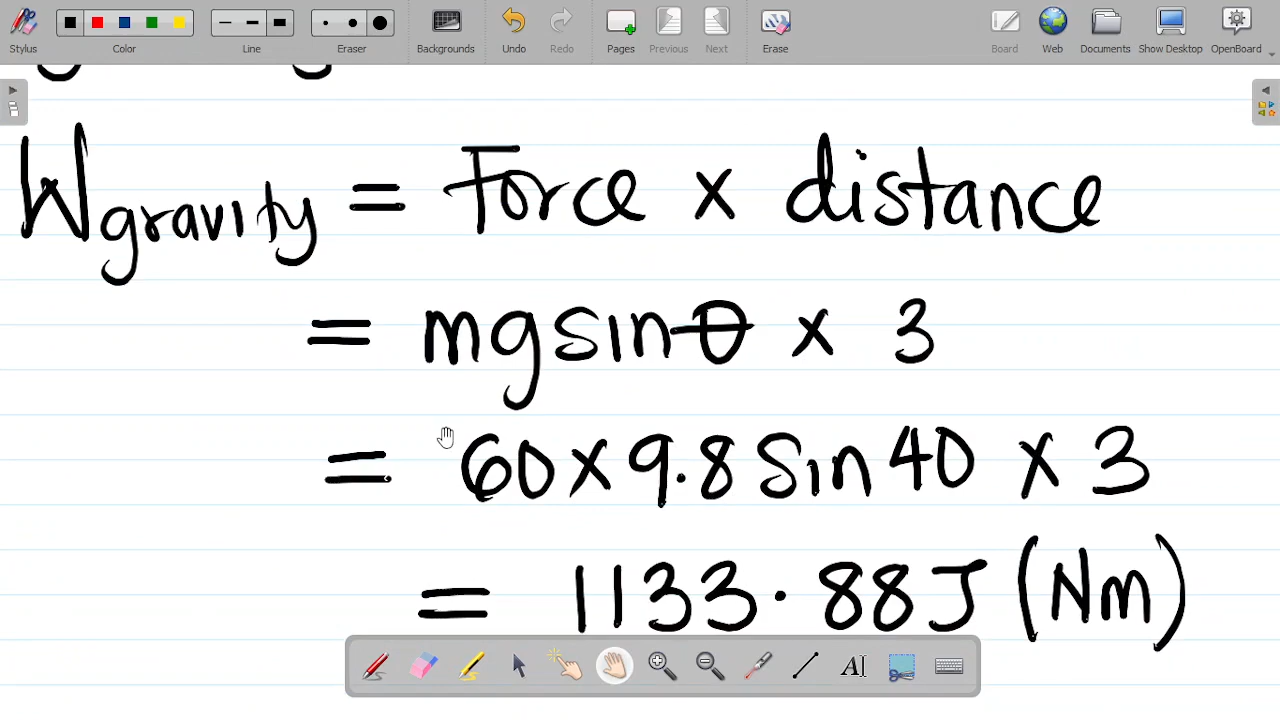 Stylus Color Line Eraser Backgrounds Undo Redo Pages Previous Next Erase Board Web Documents Show Desktop OpenBoard
Wgravity = Force x distance
= mgsinθ x 3
= 60x9.8 Sin40 x 3
= 1133.88J (Nm)